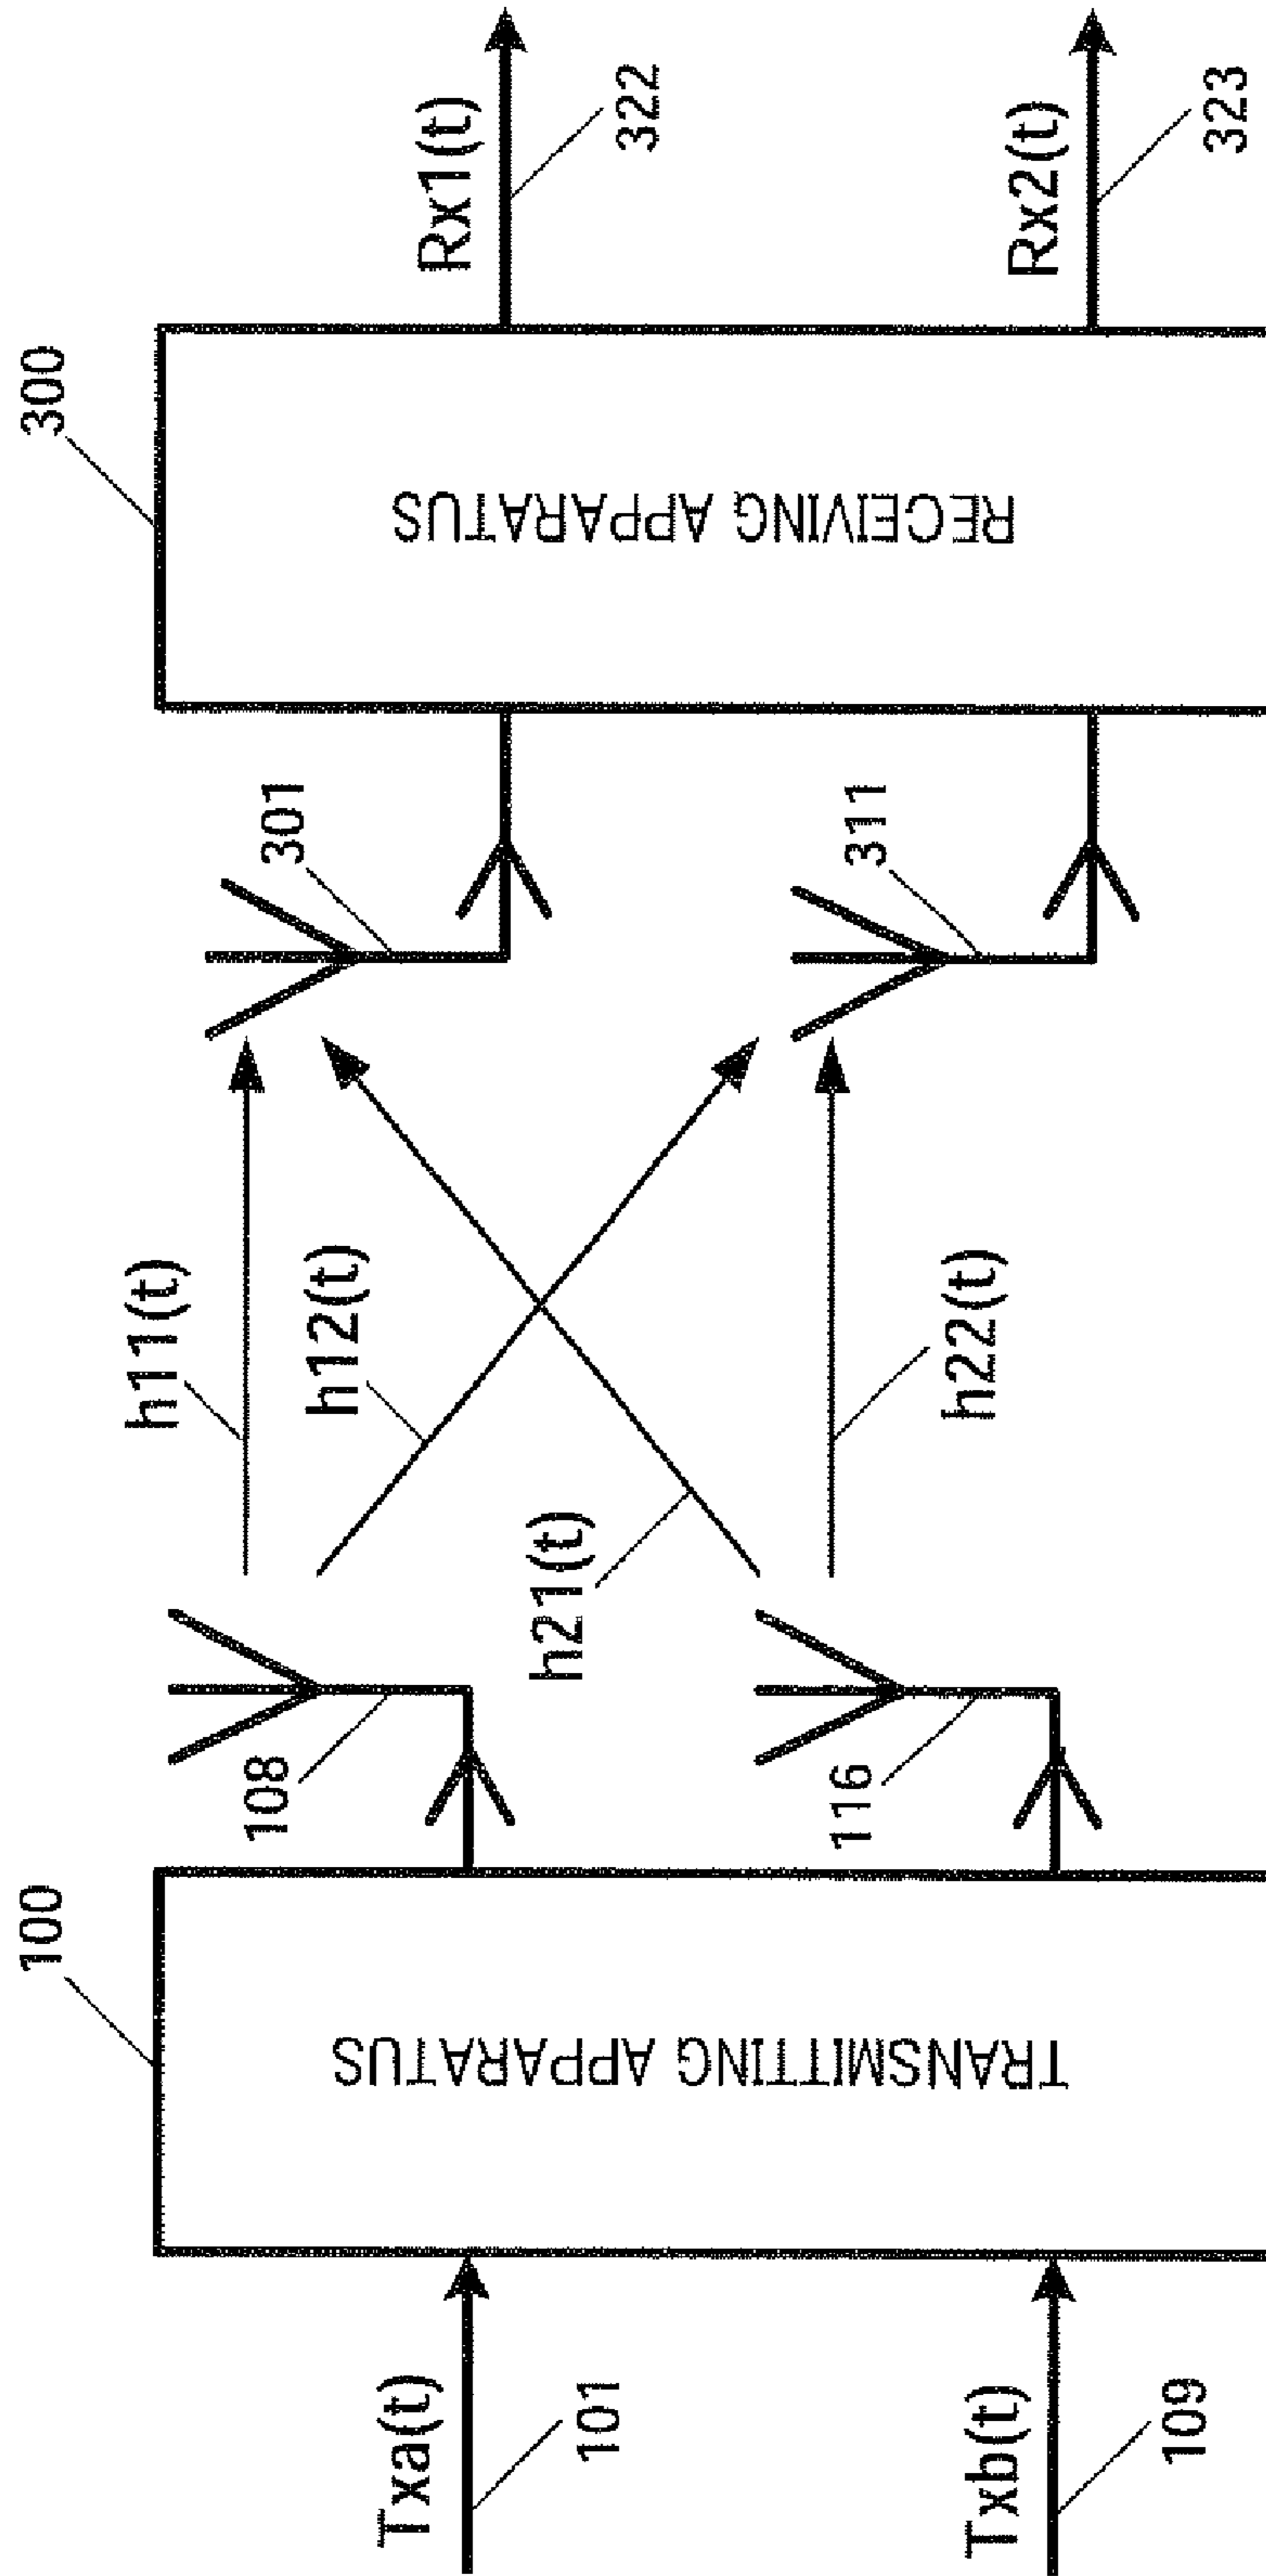 100
300
Txa(t)
101
108
h11(t)
h12(t)
301
Rx1(t)
322
TRANSMITTING APPARATUS
RECEIVING APPARATUS
h21(t)
h22(t)
Txb(t)
109
116
311
Rx2(t)
323